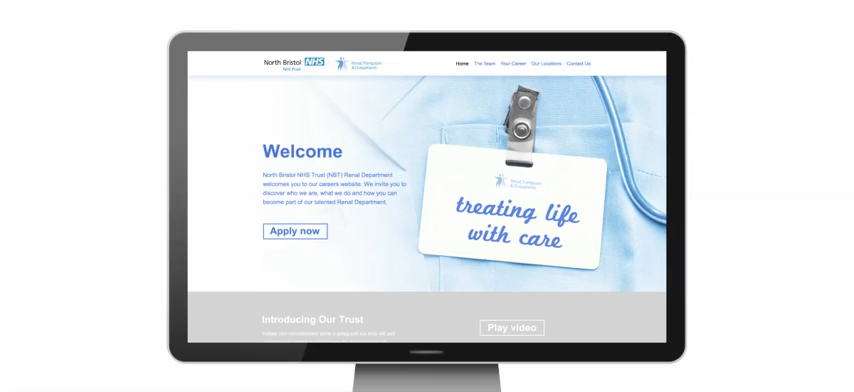 North Bristol NHS
NHS Trust
Renal, Transplant
& Outpatients
Home The Team Your Career Our Locations Contact Us
Welcome
North Bristol NHS Trust (NBT) Renal Department
welcomes you to our careers website. We invite you to
discover who we are, what we do and how you can
become part of our talented Renal Department.
Apply now
Renal, Transplant
& Outpatients
treating life
with care
Introducing Our Trust
Play video